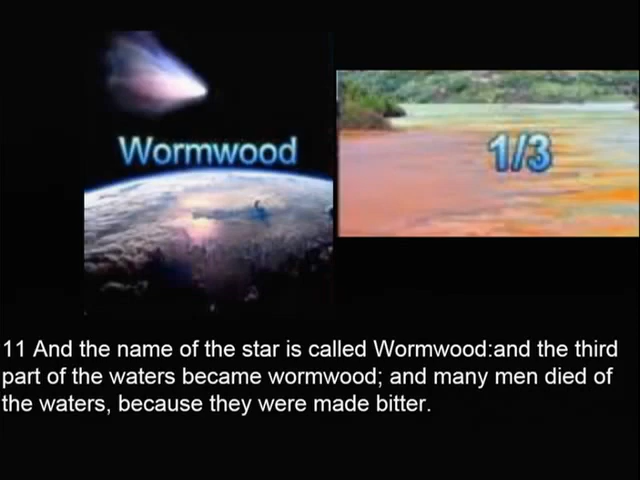 Wormwood
1/3
11 And the name of the star is called Wormwood:and the third
part of the waters became wormwood; and many men died of
the waters, because they were made bitter.